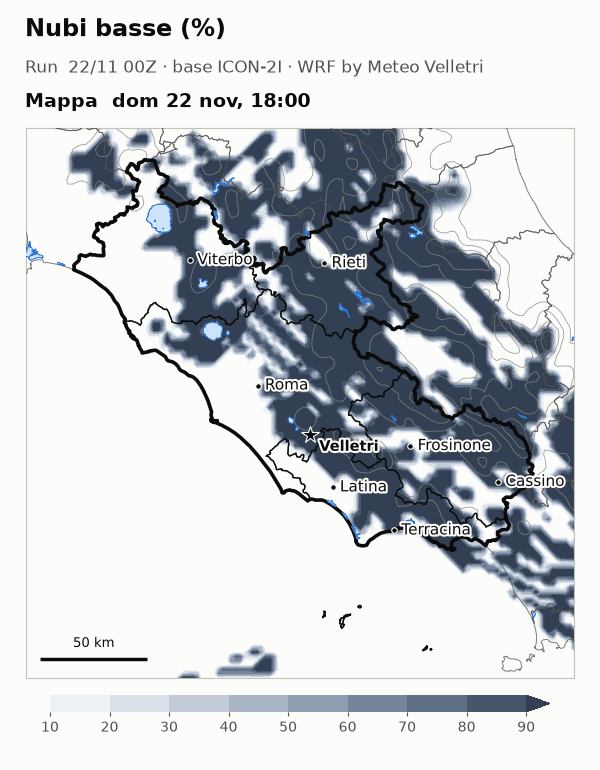 Nubi basse (%)
Run  22/11 00Z · base ICON-2I · WRF by Meteo Velletri
Mappa  dom 22 nov, 18:00
Viterbo
Rieti
Roma
Velletri
Frosinone
Latina
Cassino
Terracina
50 km
10 20 30 40 50 60 70 80 90